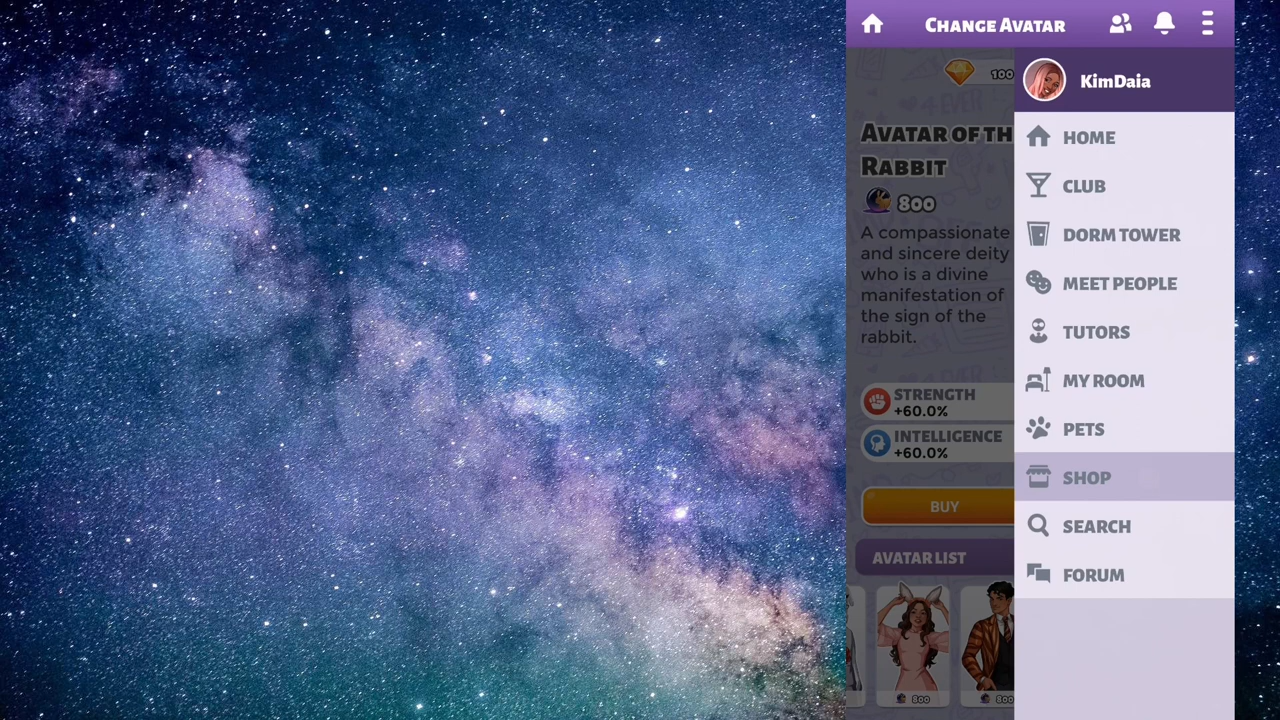 CHANGE AVATAR
100
KimDaia
AVATAR OF TH
RABBIT
800
A compassionate
and sincere deity
who is a divine
manifestation of
the sign of the
rabbit.
STRENGTH
+60.0%
INTELLIGENCE
+60.0%
BUY
AVATAR LIST
800
800
HOME
CLUB
DORM TOWER
MEET PEOPLE
TUTORS
MY ROOM
PETS
SHOP
SEARCH
FORUM